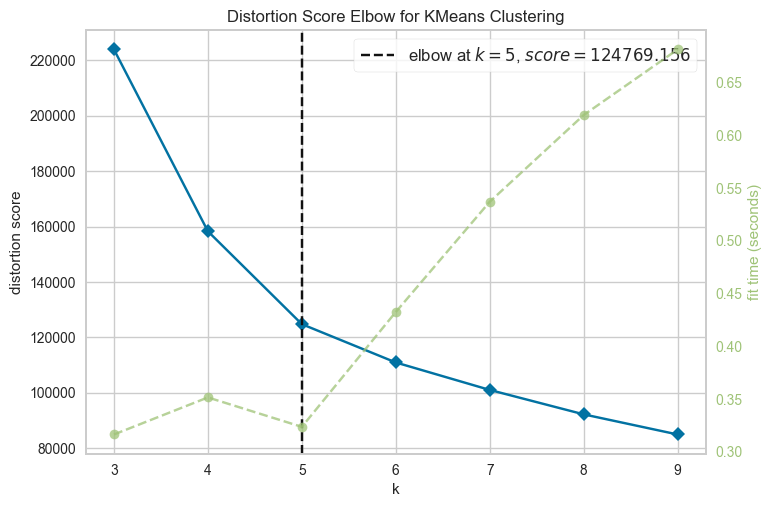 Distortion Score Elbow for KMeans Clustering
elbow at k = 5, score = 124769.156
distortion score
220000
200000
180000
160000
140000
120000
100000
80000
0.65
0.60
0.55
0.50
0.45
0.40
0.35
0.30
fit time (seconds)
3 4 5 6 7 8 9
k